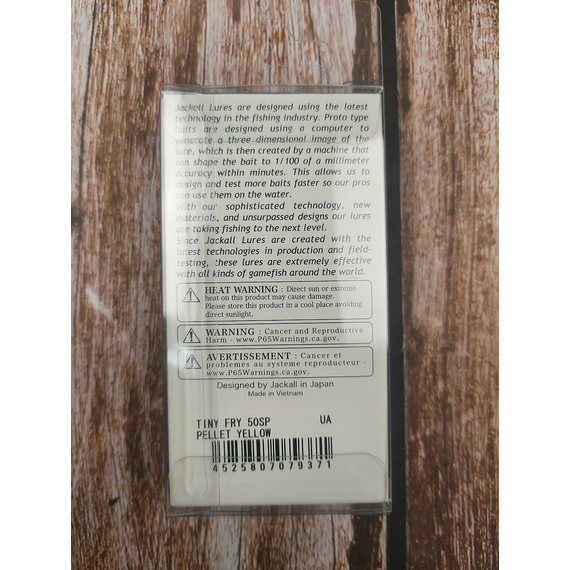 Jackell Lures are designed using the latest
technology in the fishing industry. Proto type
baits are designed using a computer to
generate a three dimensional image of the
lure, which is then created by a machine that
can shape the bait to 1/100 of a millimeter
accuracy within minutes. This allows us to
design and test more baits faster so our pros
can use them on the water.
With our sophisticated technology, new
materials, and unsurpassed designs our lures
are taking fishing to the next level.
Since Jackall Lures are created with the
latest technologies in production and field-
testing, these lures are extremely effective
with all kinds of gamefish around the world.
HEAT WARNING : Direct sun or extreme
heat on this product may cause damage.
Please store this product in a cool place avoiding
direct sunlight.
WARNING : Cancer and Reproductive
Harm - www.P65Warnings.ca.gov.
AVERTISSEMENT : Cancer et
problemes au systeme reproducteur -
www.P65Warnings.ca.gov.
Designed by Jackall in Japan
Made in Vietnam
TINY FRY 50SP UA
PELLET YELLOW
4525807079371